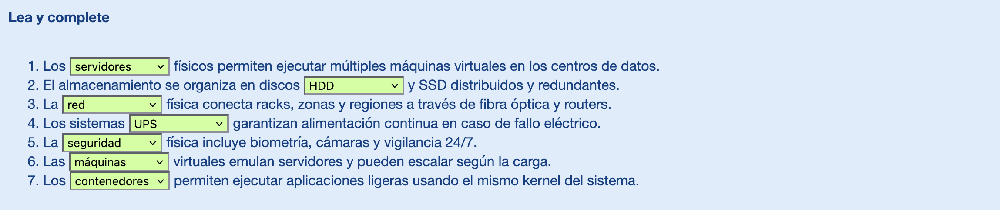 Lea y complete
1. Los servidores físicos permiten ejecutar múltiples máquinas virtuales en los centros de datos.
2. El almacenamiento se organiza en discos HDD y SSD distribuidos y redundantes.
3. La red física conecta racks, zonas y regiones a través de fibra óptica y routers.
4. Los sistemas UPS garantizan alimentación continua en caso de fallo eléctrico.
5. La seguridad física incluye biometría, cámaras y vigilancia 24/7.
6. Las máquinas virtuales emulan servidores y pueden escalar según la carga.
7. Los contenedores permiten ejecutar aplicaciones ligeras usando el mismo kernel del sistema.